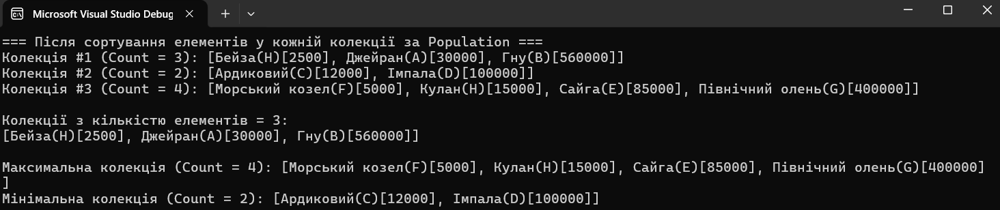 Microsoft Visual Studio Debug
=== Після сортування елементів у кожній колекції за Population ===
Колекція #1 (Count = 3): [Бейза(H)[2500], Джейран(A)[30000], Гну(B)[560000]]
Колекція #2 (Count = 2): [Ардиковий(C)[12000], Імпала(D)[100000]]
Колекція #3 (Count = 4): [Морський козел(F)[5000], Кулан(H)[15000], Сайга(E)[85000], Північний олень(G)[400000]]
Колекції з кількістю елементів = 3:
[Бейза(H)[2500], Джейран(A)[30000], Гну(B)[560000]]
Максимальна колекція (Count = 4): [Морський козел(F)[5000], Кулан(H)[15000], Сайга(E)[85000], Північний олень(G)[400000]
]
Мінімальна колекція (Count = 2): [Ардиковий(C)[12000], Імпала(D)[100000]]